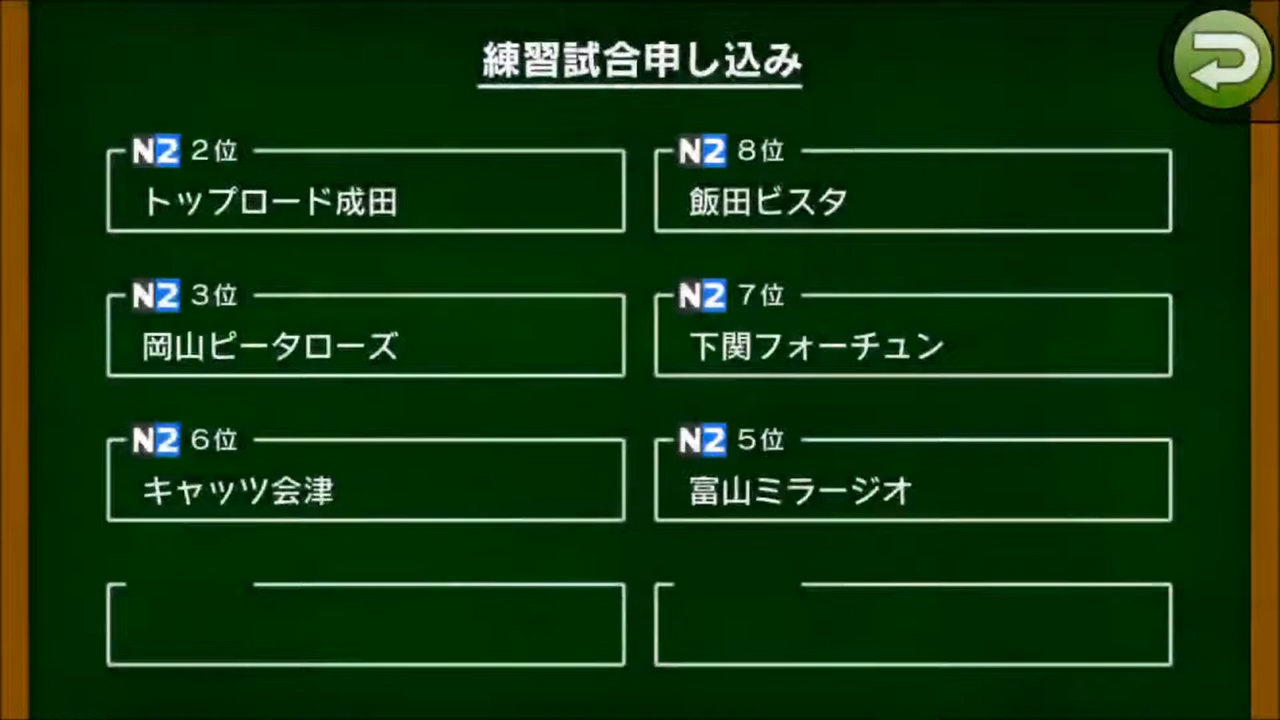 練習試合申し込み
N2 2位
トップロード成田
N2 8位
飯田ビスタ
N2 3位
岡山ピータローズ
N2 7位
下関フォーチュン
N2 6位
キャッツ会津
N2 5位
富山ミラージオ